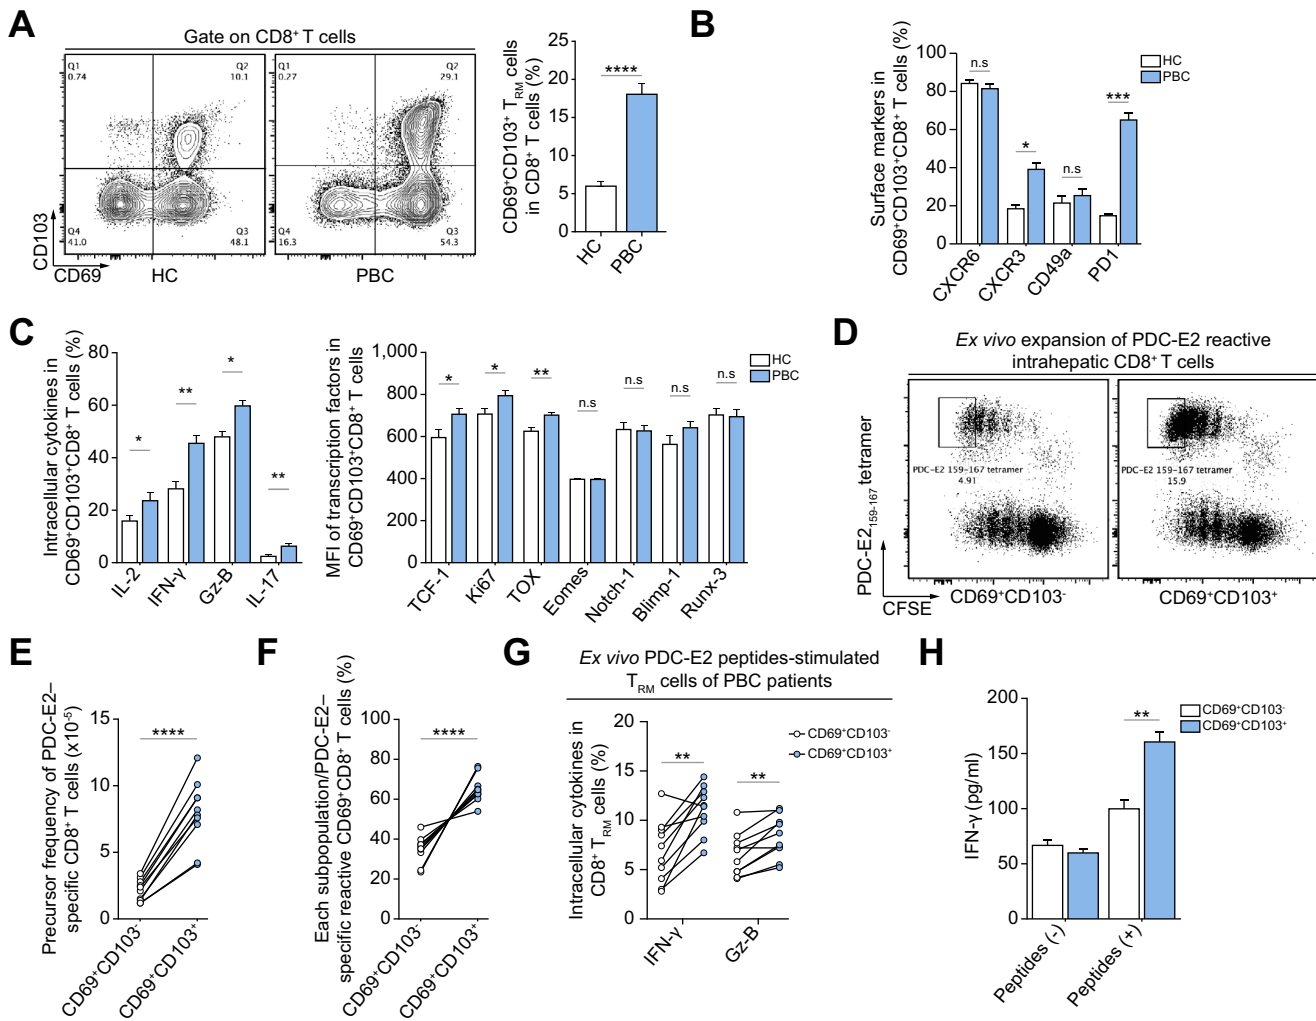 A
Gate on CD8⁺ T cells
Q1
0.74
Q2
10.1
Q4
41.0
Q3
48.1
Q1
0.27
Q2
29.1
Q4
16.3
Q3
54.3
CD103
CD69
HC
PBC
CD69⁺CD103⁺ T_RM cells
in CD8⁺ T cells (%)
25
20
15
10
5
0
****
HC
PBC
B
Surface markers in
CD69⁺CD103⁺CD8⁺ T cells (%)
100
80
60
40
20
0
n.s
*
n.s
***
HC
PBC
CXCR6
CXCR3
CD49a
PD1
C
Intracellular cytokines in
CD69⁺CD103⁺CD8⁺ T cells (%)
80
60
40
20
0
*
**
*
**
IL-2
IFN-γ
Gz-B
IL-17
MFI of transcription factors in
CD69⁺CD103⁺CD8⁺ T cells
1,000
800
600
400
200
0
*
*
**
n.s
n.s
n.s
n.s
HC
PBC
TCF-1
Ki67
TOX
Eomes
Notch-1
Blimp-1
Runx-3
D
Ex vivo expansion of PDC-E2 reactive
intrahepatic CD8⁺ T cells
PDC-E2 159-167 tetramer
4.91
PDC-E2 159-167 tetramer
15.9
PDC-E2₁₅₉₋₁₆₇ tetramer
CFSE
CD69⁺CD103⁻
CD69⁺CD103⁺
E
Precursor frequency of PDC-E2–
specific CD8⁺ T cells (x10⁻⁵)
15
10
5
0
****
CD69⁺CD103⁻
CD69⁺CD103⁺
F
Each subpopulation/PDC-E2–
specific reactive CD69⁺CD8⁺ T cells (%)
100
80
60
40
20
0
****
CD69⁺CD103⁻
CD69⁺CD103⁺
G
Ex vivo PDC-E2 peptides-stimulated
T_RM cells of PBC patients
Intracellular cytokines in
CD8⁺ T_RM cells (%)
20
15
10
5
0
**
**
CD69⁺CD103⁻
CD69⁺CD103⁺
IFN-γ
Gz-B
H
IFN-γ (pg/ml)
200
150
100
50
0
**
CD69⁺CD103⁻
CD69⁺CD103⁺
Peptides (-)
Peptides (+)